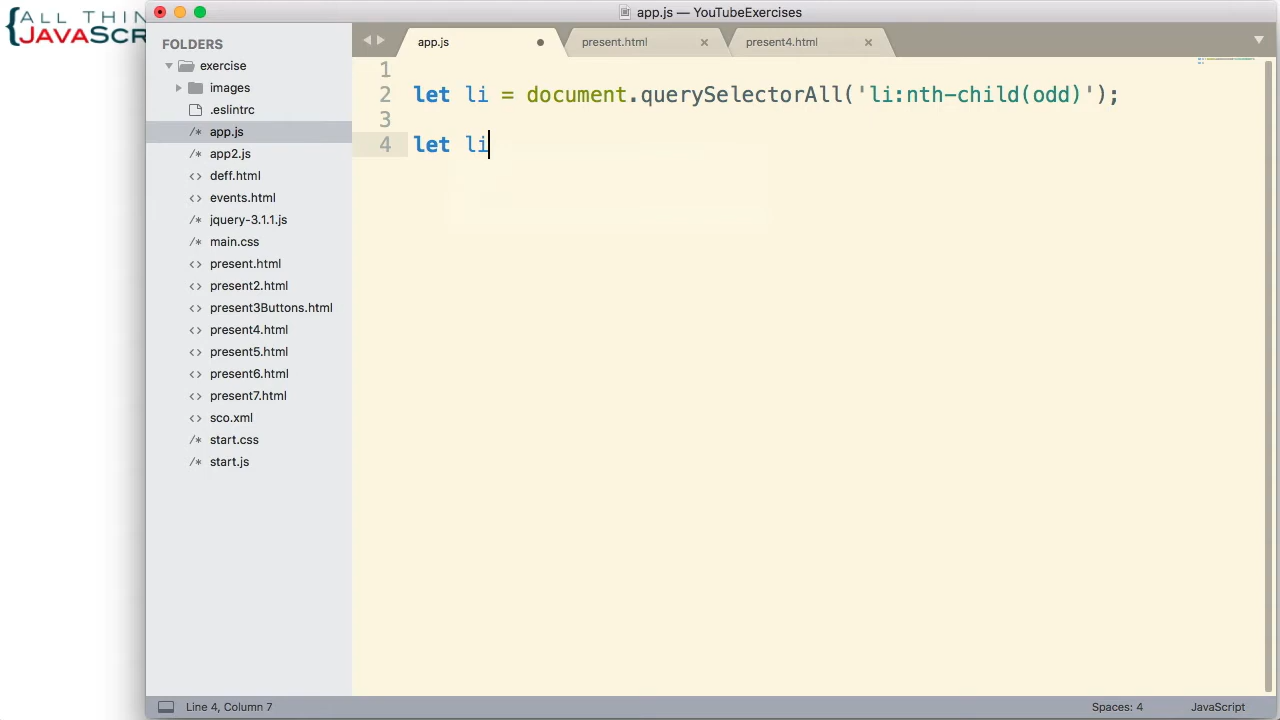 {ALL THIN
JAVASCR
app.js — YouTubeExercises
FOLDERS
exercise
images
.eslintrc
/* app.js
/* app2.js
<> deff.html
<> events.html
/* jquery-3.1.1.js
/* main.css
<> present.html
<> present2.html
<> present3Buttons.html
<> present4.html
<> present5.html
<> present6.html
<> present7.html
<> sco.xml
/* start.css
/* start.js
app.js present.html present4.html
1
2 let li = document.querySelectorAll('li:nth-child(odd)');
3
4 let li
Line 4, Column 7 Spaces: 4 JavaScript